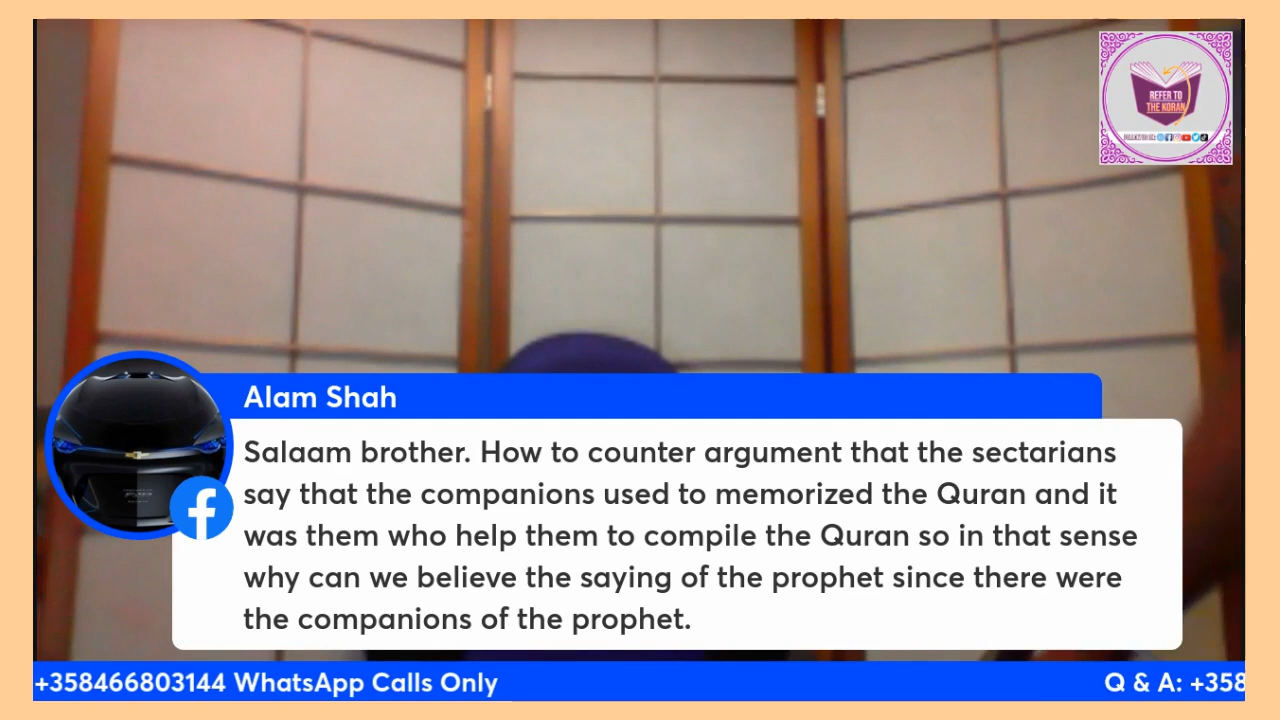 REFER TO
THE KORAN
Alam Shah
Salaam brother. How to counter argument that the sectarians
say that the companions used to memorized the Quran and it
was them who help them to compile the Quran so in that sense
why can we believe the saying of the prophet since there were
the companions of the prophet.
+358466803144 WhatsApp Calls Only
Q & A: +358